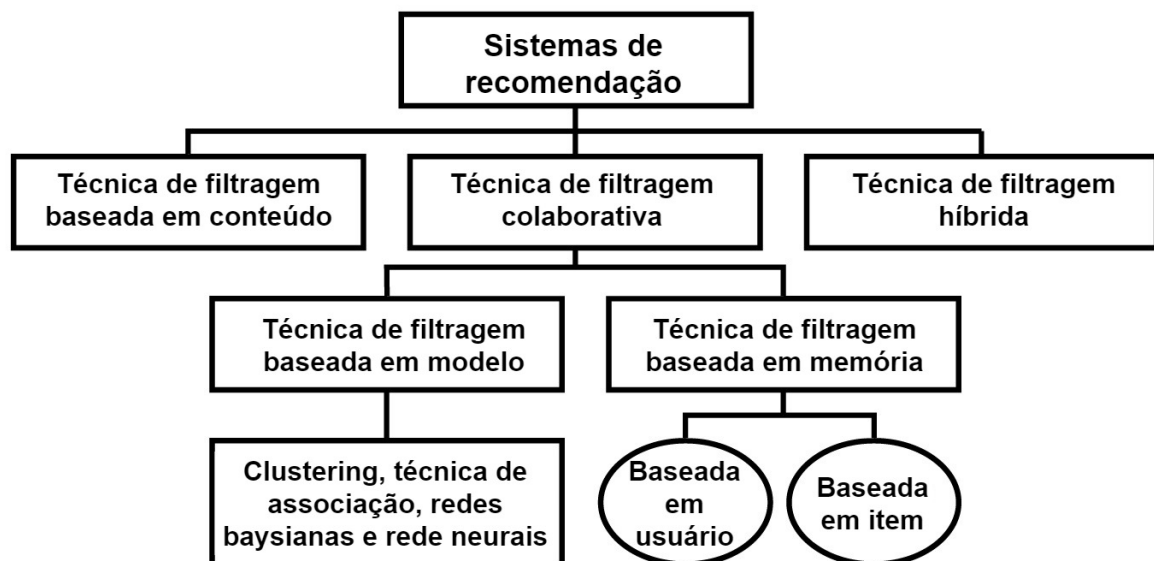 Sistemas de
recomendação
Técnica de filtragem
baseada em conteúdo
Técnica de filtragem
colaborativa
Técnica de filtragem
híbrida
Técnica de filtragem
baseada em modelo
Técnica de filtragem
baseada em memória
Clustering, técnica de
associação, redes
baysianas e rede neurais
Baseada
em
usuário
Baseada
em item